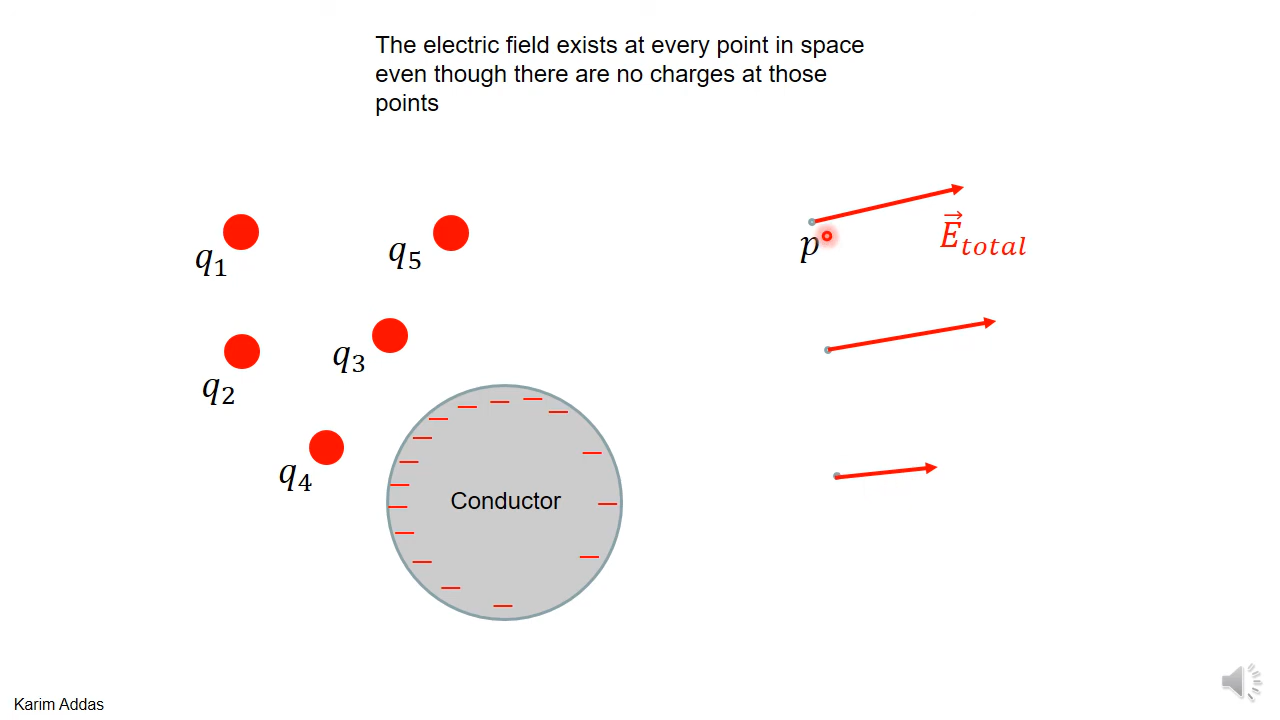 The electric field exists at every point in space
even though there are no charges at those
points
q₁
q₅
p
E⃗ₜₒₜₐₗ
q₂
q₃
q₄
Conductor
Karim Addas